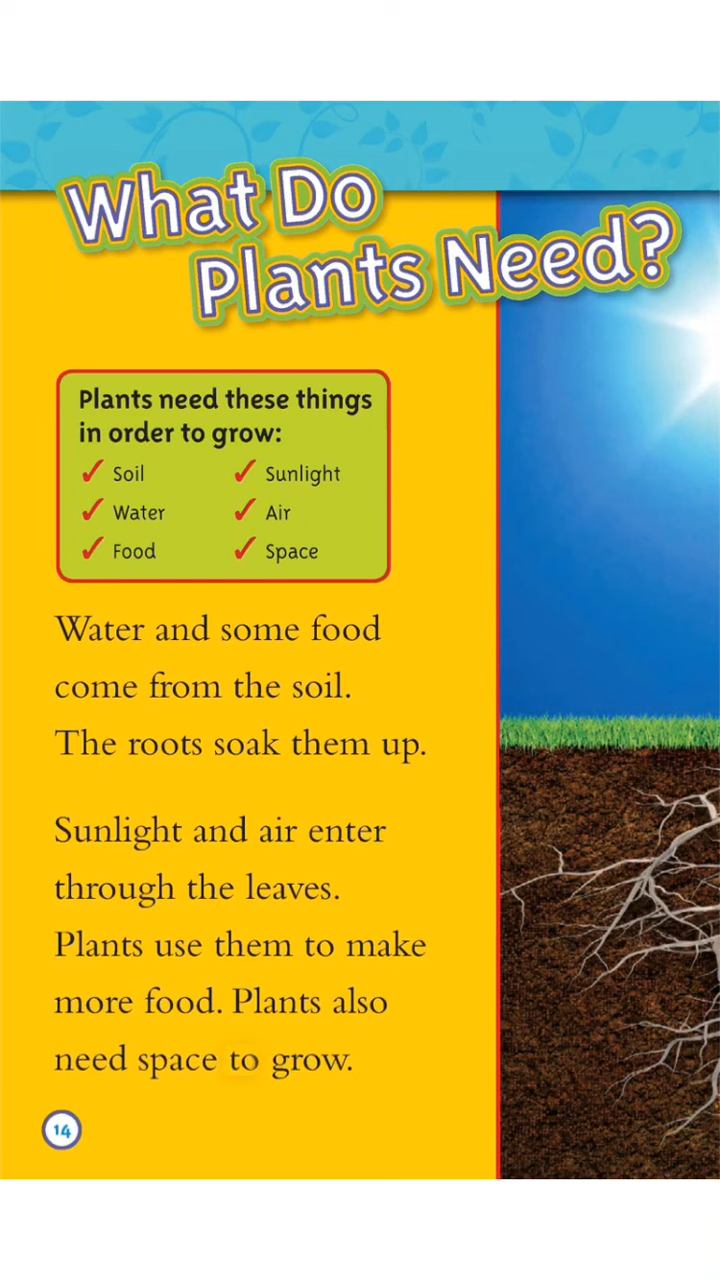 What Do
Plants Need?
Plants need these things
in order to grow:
✓ Soil ✓ Sunlight
✓ Water ✓ Air
✓ Food ✓ Space
Water and some food
come from the soil.
The roots soak them up.
Sunlight and air enter
through the leaves.
Plants use them to make
more food. Plants also
need space to grow.
14